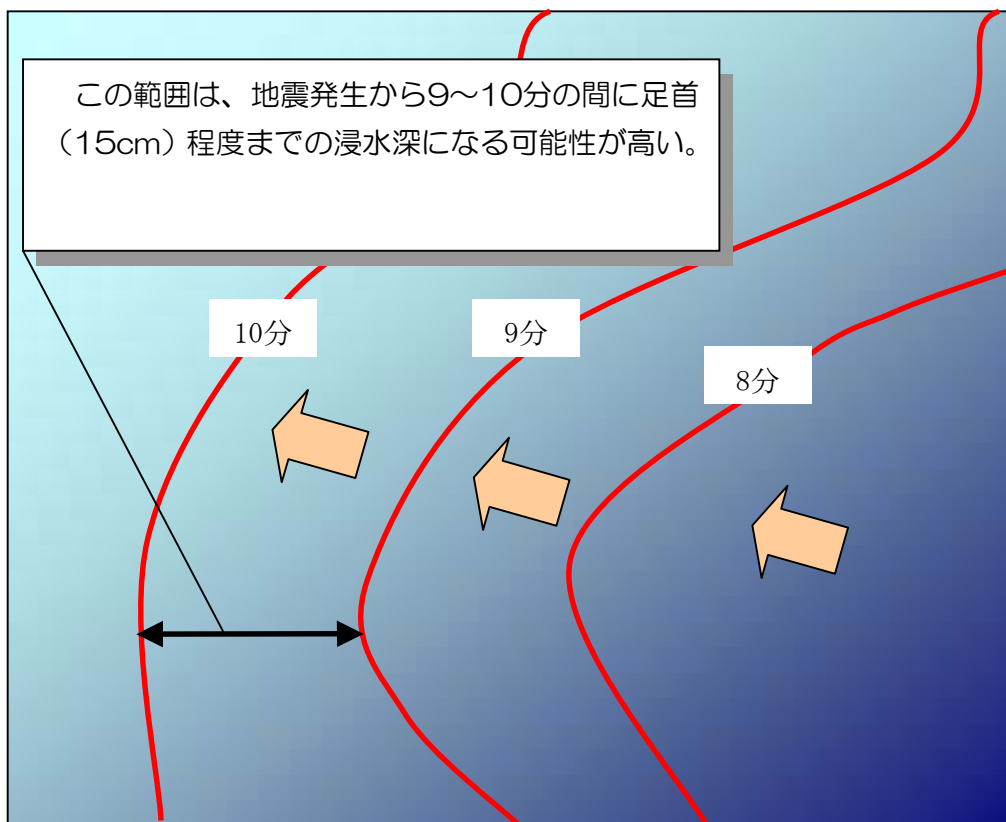 この範囲は、地震発生から9～10分の間に足首
（15cm）程度までの浸水深になる可能性が高い。
10分
9分
8分